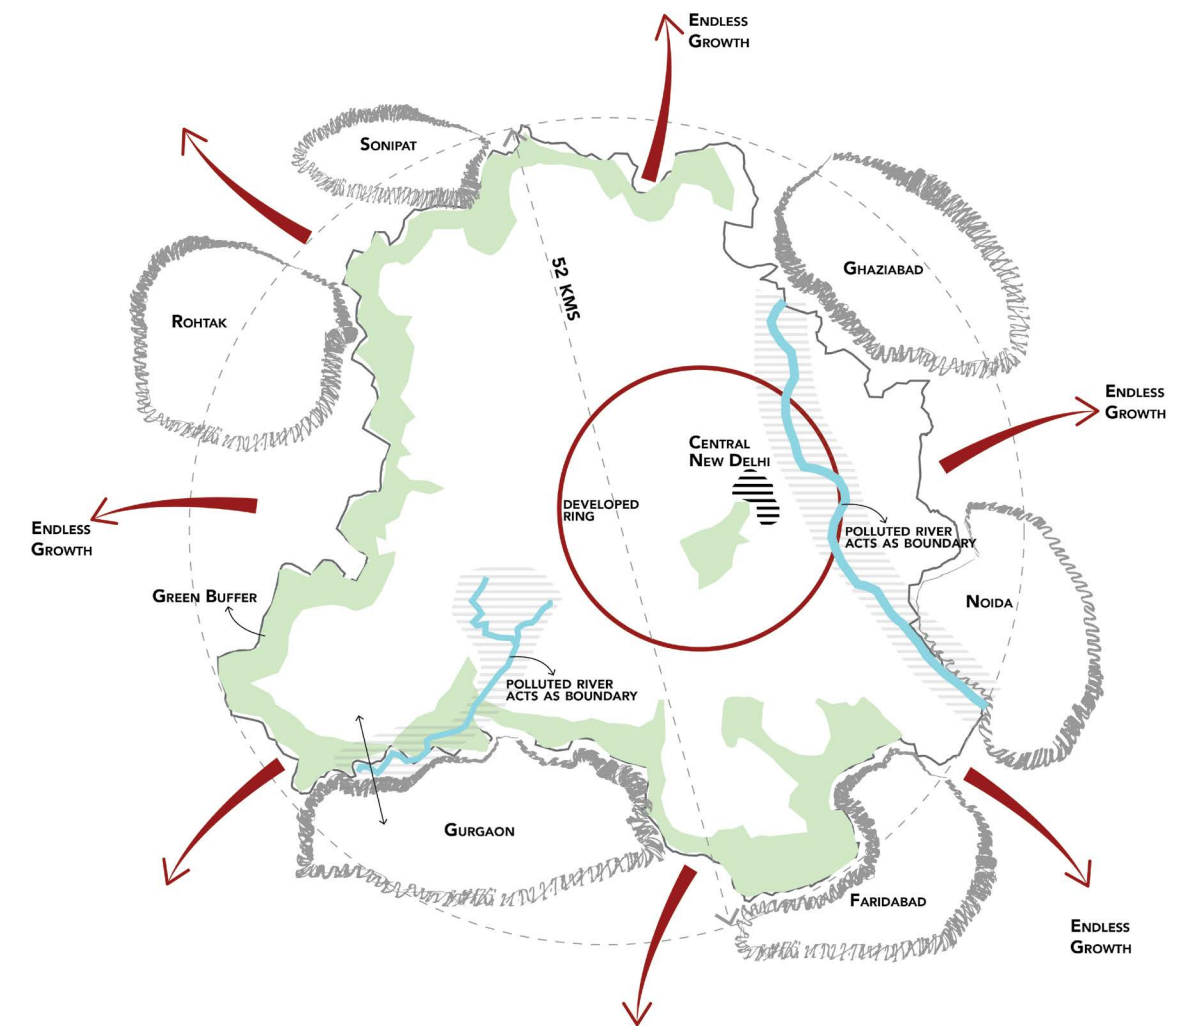 Endless
Growth
Sonipat
Ghaziabad
52 KMS
Rohtak
Endless
Growth
Central
New Delhi
Developed
Ring
Endless
Growth
Polluted River
Acts as Boundary
Green Buffer
Noida
Polluted River
Acts as Boundary
Gurgaon
Faridabad
Endless
Growth